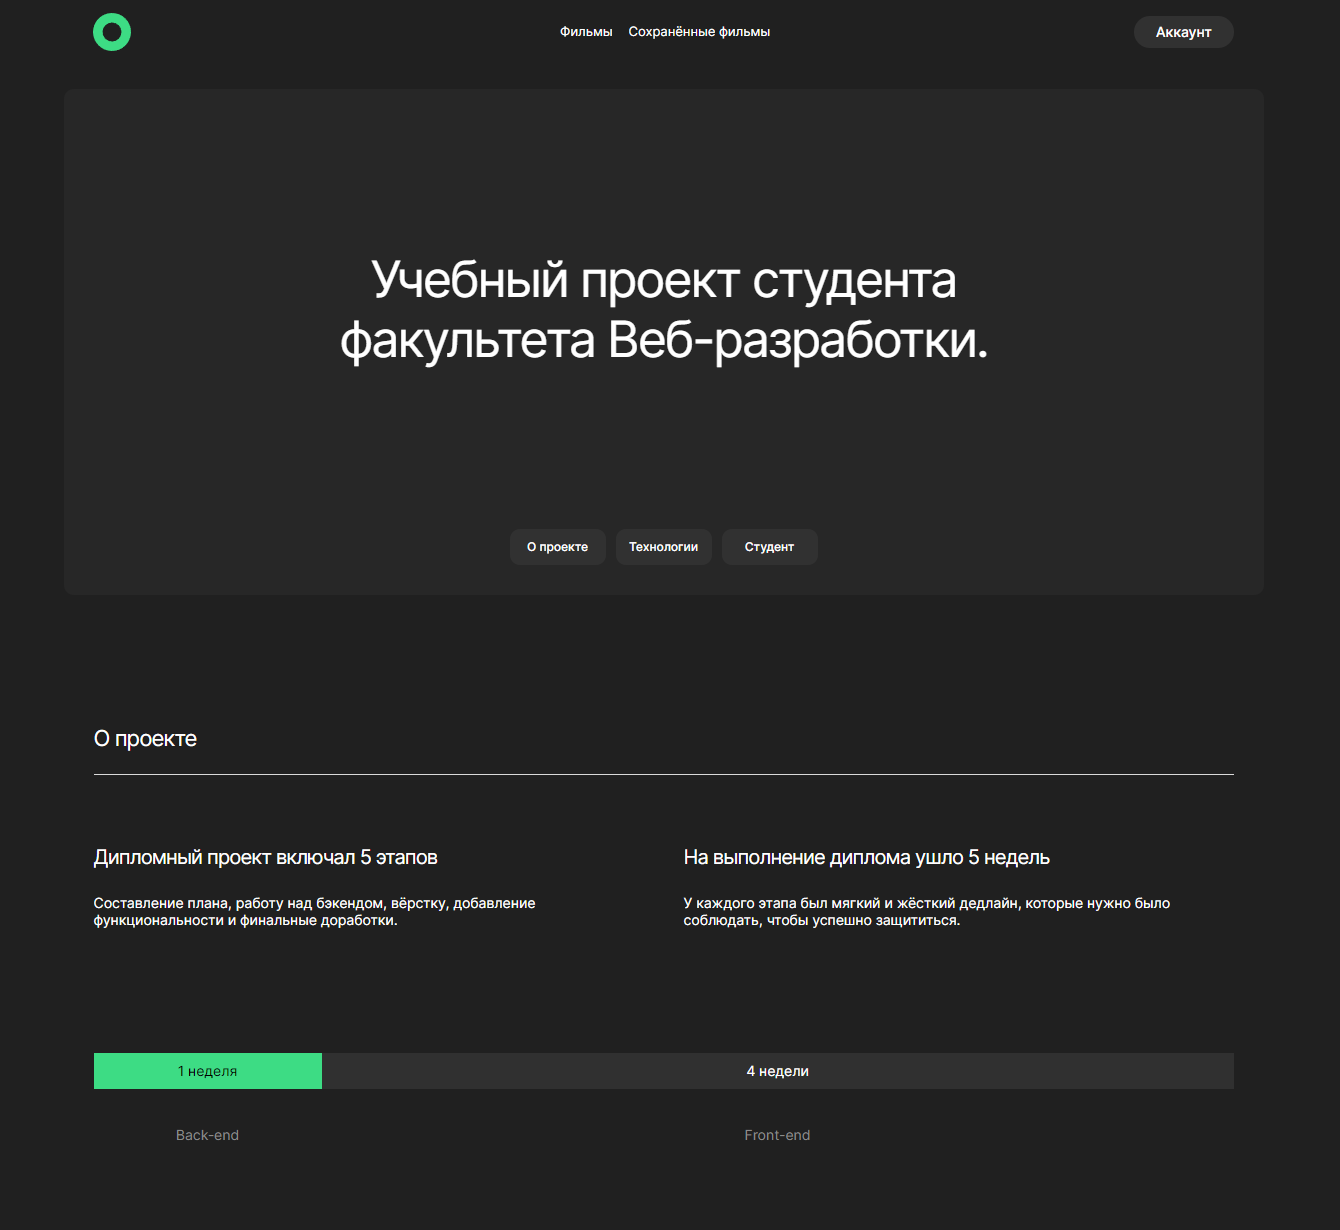 Фильмы Сохранённые фильмы Аккаунт
Учебный проект студента
факультета Веб-разработки.
О проекте Технологии Студент
О проекте
Дипломный проект включал 5 этапов
Составление плана, работу над бэкендом, вёрстку, добавление
функциональности и финальные доработки.
На выполнение диплома ушло 5 недель
У каждого этапа был мягкий и жёсткий дедлайн, которые нужно было
соблюдать, чтобы успешно защититься.
1 неделя 4 недели
Back-end Front-end